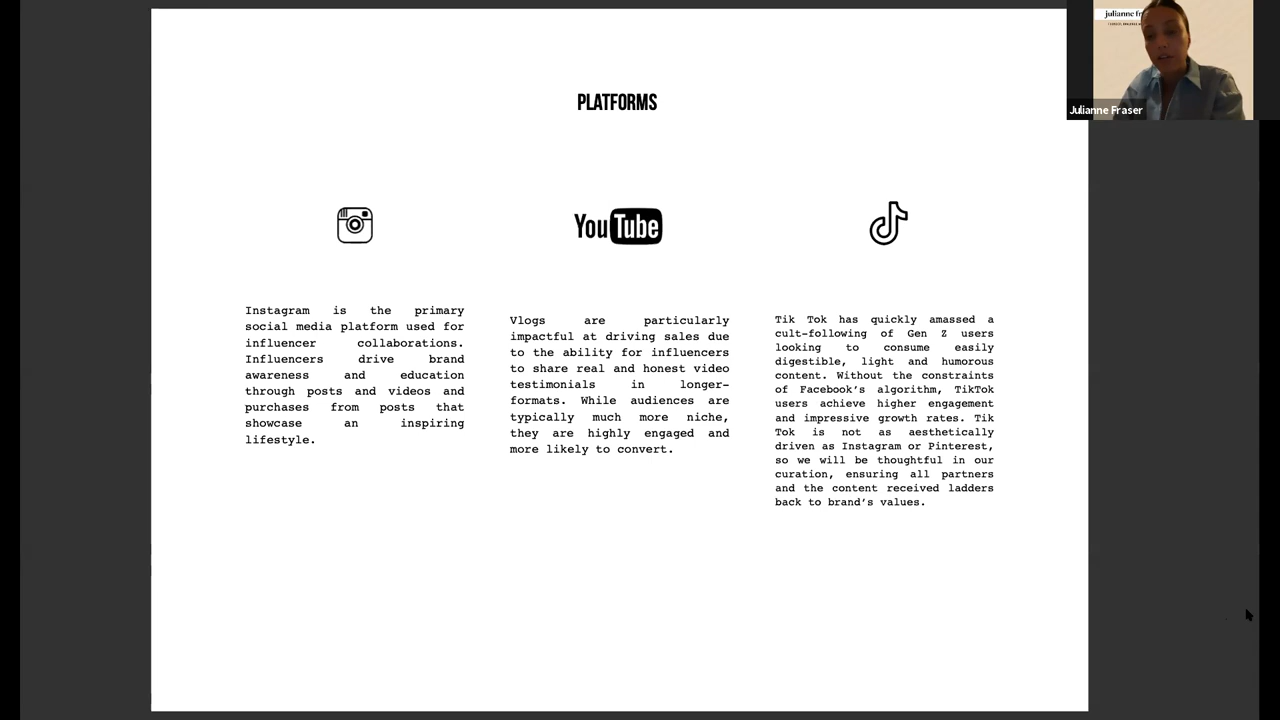 PLATFORMS
YouTube
Instagram is the primary
social media platform used for
influencer collaborations.
Influencers drive brand
awareness and education
through posts and videos and
purchases from posts that
showcase an inspiring
lifestyle.
Vlogs are particularly
impactful at driving sales due
to the ability for influencers
to share real and honest video
testimonials in longer-
formats. While audiences are
typically much more niche,
they are highly engaged and
more likely to convert.
Tik Tok has quickly amassed a
cult-following of Gen Z users
looking to consume easily
digestible, light and humorous
content. Without the constraints
of Facebook's algorithm, TikTok
users achieve higher engagement
and impressive growth rates. Tik
Tok is not as aesthetically
driven as Instagram or Pinterest,
so we will be thoughtful in our
curation, ensuring all partners
and the content received ladders
back to brand's values.
julianne fr
Julianne Fraser